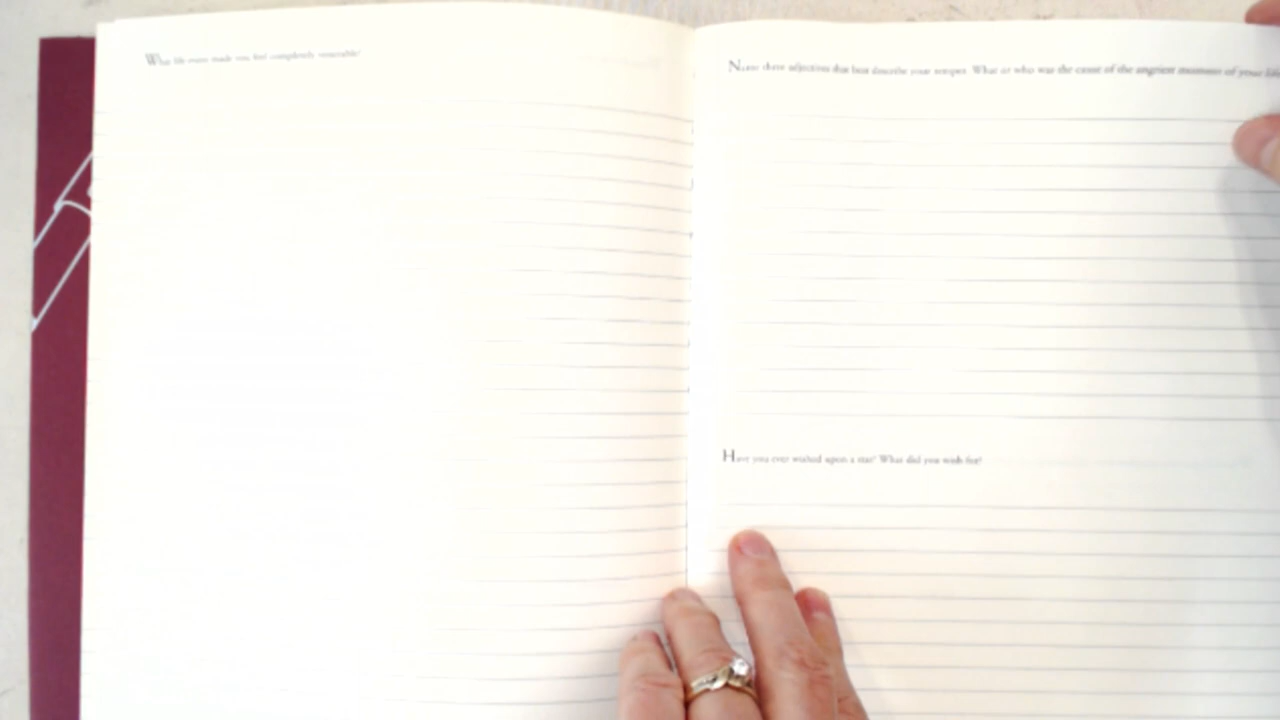 What life event made you feel completely vulnerable?
Name three adjectives that best describe your temper. What or who was the cause of the angriest moment of your life
Have you ever wished upon a star? What did you wish for?